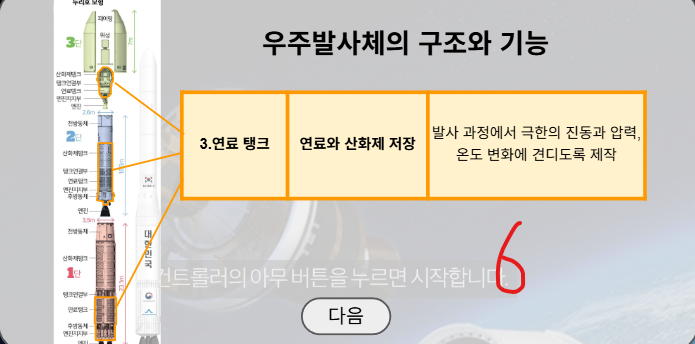 누리호 모형
우주발사체의 구조와 기능
페어링
3단
위성
7m
산화제탱크
탱크연결부
연료탱크
엔진지지부
엔진
2.6m
전방동체
2단
산화제탱크
탱크연결부
연료탱크
엔진지지부
후방동체
엔진
3.5m
전방동체
산화제탱크
1단
탱크연결부
연료탱크
후방동체
엔진지지부
엔진
대한민국
3.연료 탱크
연료와 산화제 저장
발사 과정에서 극한의 진동과 압력,
온도 변화에 견디도록 제작
6
컨트롤러의 아무 버튼을 누르면 시작합니다.
다음